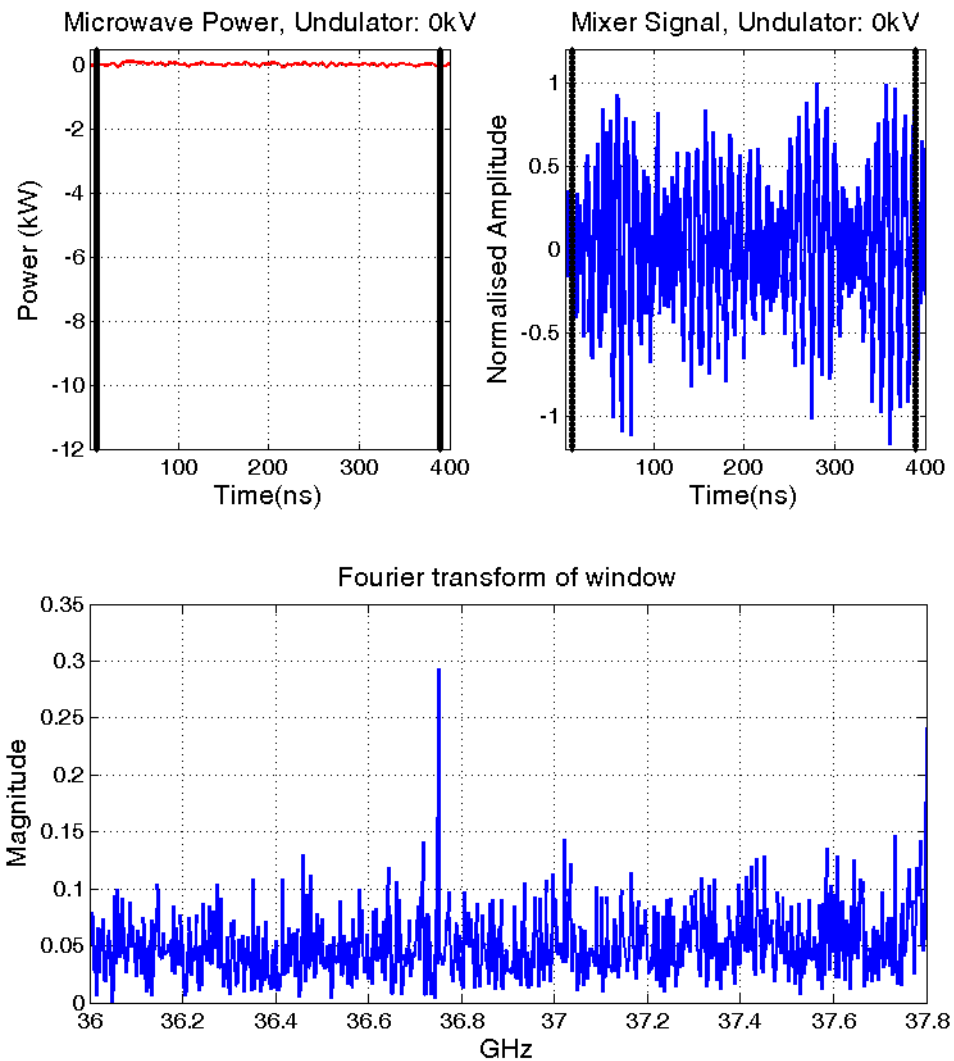 Microwave Power, Undulator: 0kV
0
-2
-4
-6
-8
-10
-12
Power (kW)
100 200 300 400
Time(ns)
Mixer Signal, Undulator: 0kV
1
0.5
0
-0.5
-1
Normalised Amplitude
100 200 300 400
Time(ns)
Fourier transform of window
0.35
0.3
0.25
0.2
0.15
0.1
0.05
0
Magnitude
36 36.2 36.4 36.6 36.8 37 37.2 37.4 37.6 37.8
GHz